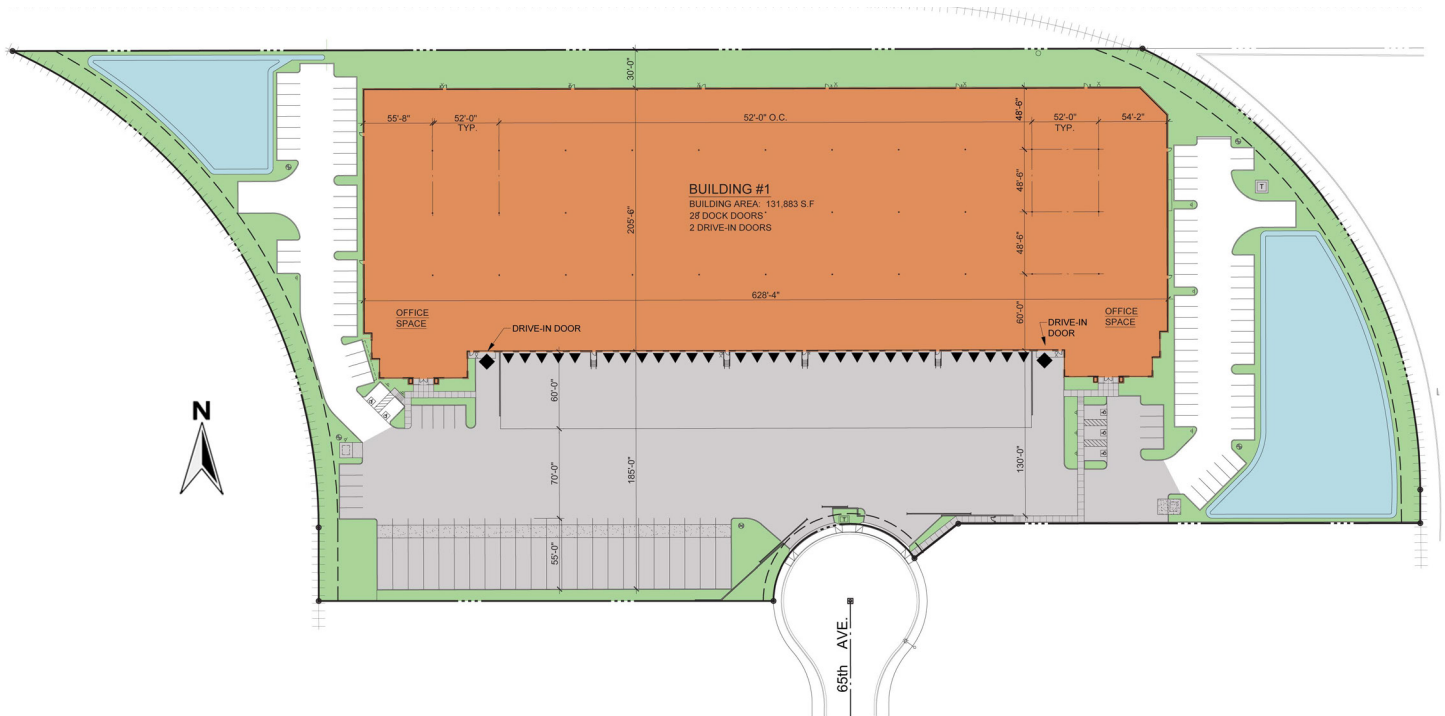 30'-0"
55'-8"
52'-0"
TYP.
52'-0" O.C.
48'-6"
52'-0"
TYP.
54'-2"
48'-6"
BUILDING #1
BUILDING AREA: 131,883 S.F
28 DOCK DOORS
2 DRIVE-IN DOORS
205'-6"
48'-6"
628'-4"
OFFICE
SPACE
DRIVE-IN DOOR
60'-0"
DRIVE-IN
DOOR
OFFICE
SPACE
60'-0"
N
70'-0"
185'-0"
130'-0"
55'-0"
T
T
65th AVE.